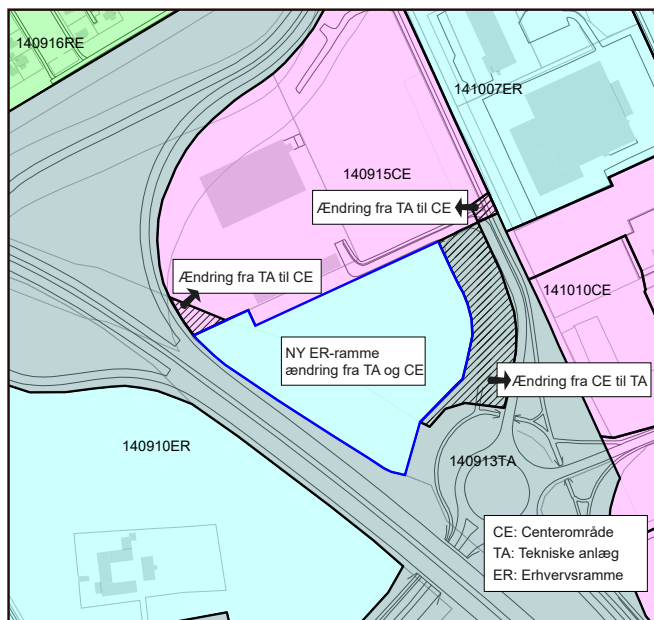 140916RE
141007ER
140915CE
Ændring fra TA til CE
Ændring fra TA til CE
141010CE
NY ER-ramme
ændring fra TA og CE
Ændring fra CE til TA
140910ER
140913TA
CE: Centerområde
TA: Tekniske anlæg
ER: Erhvervsramme